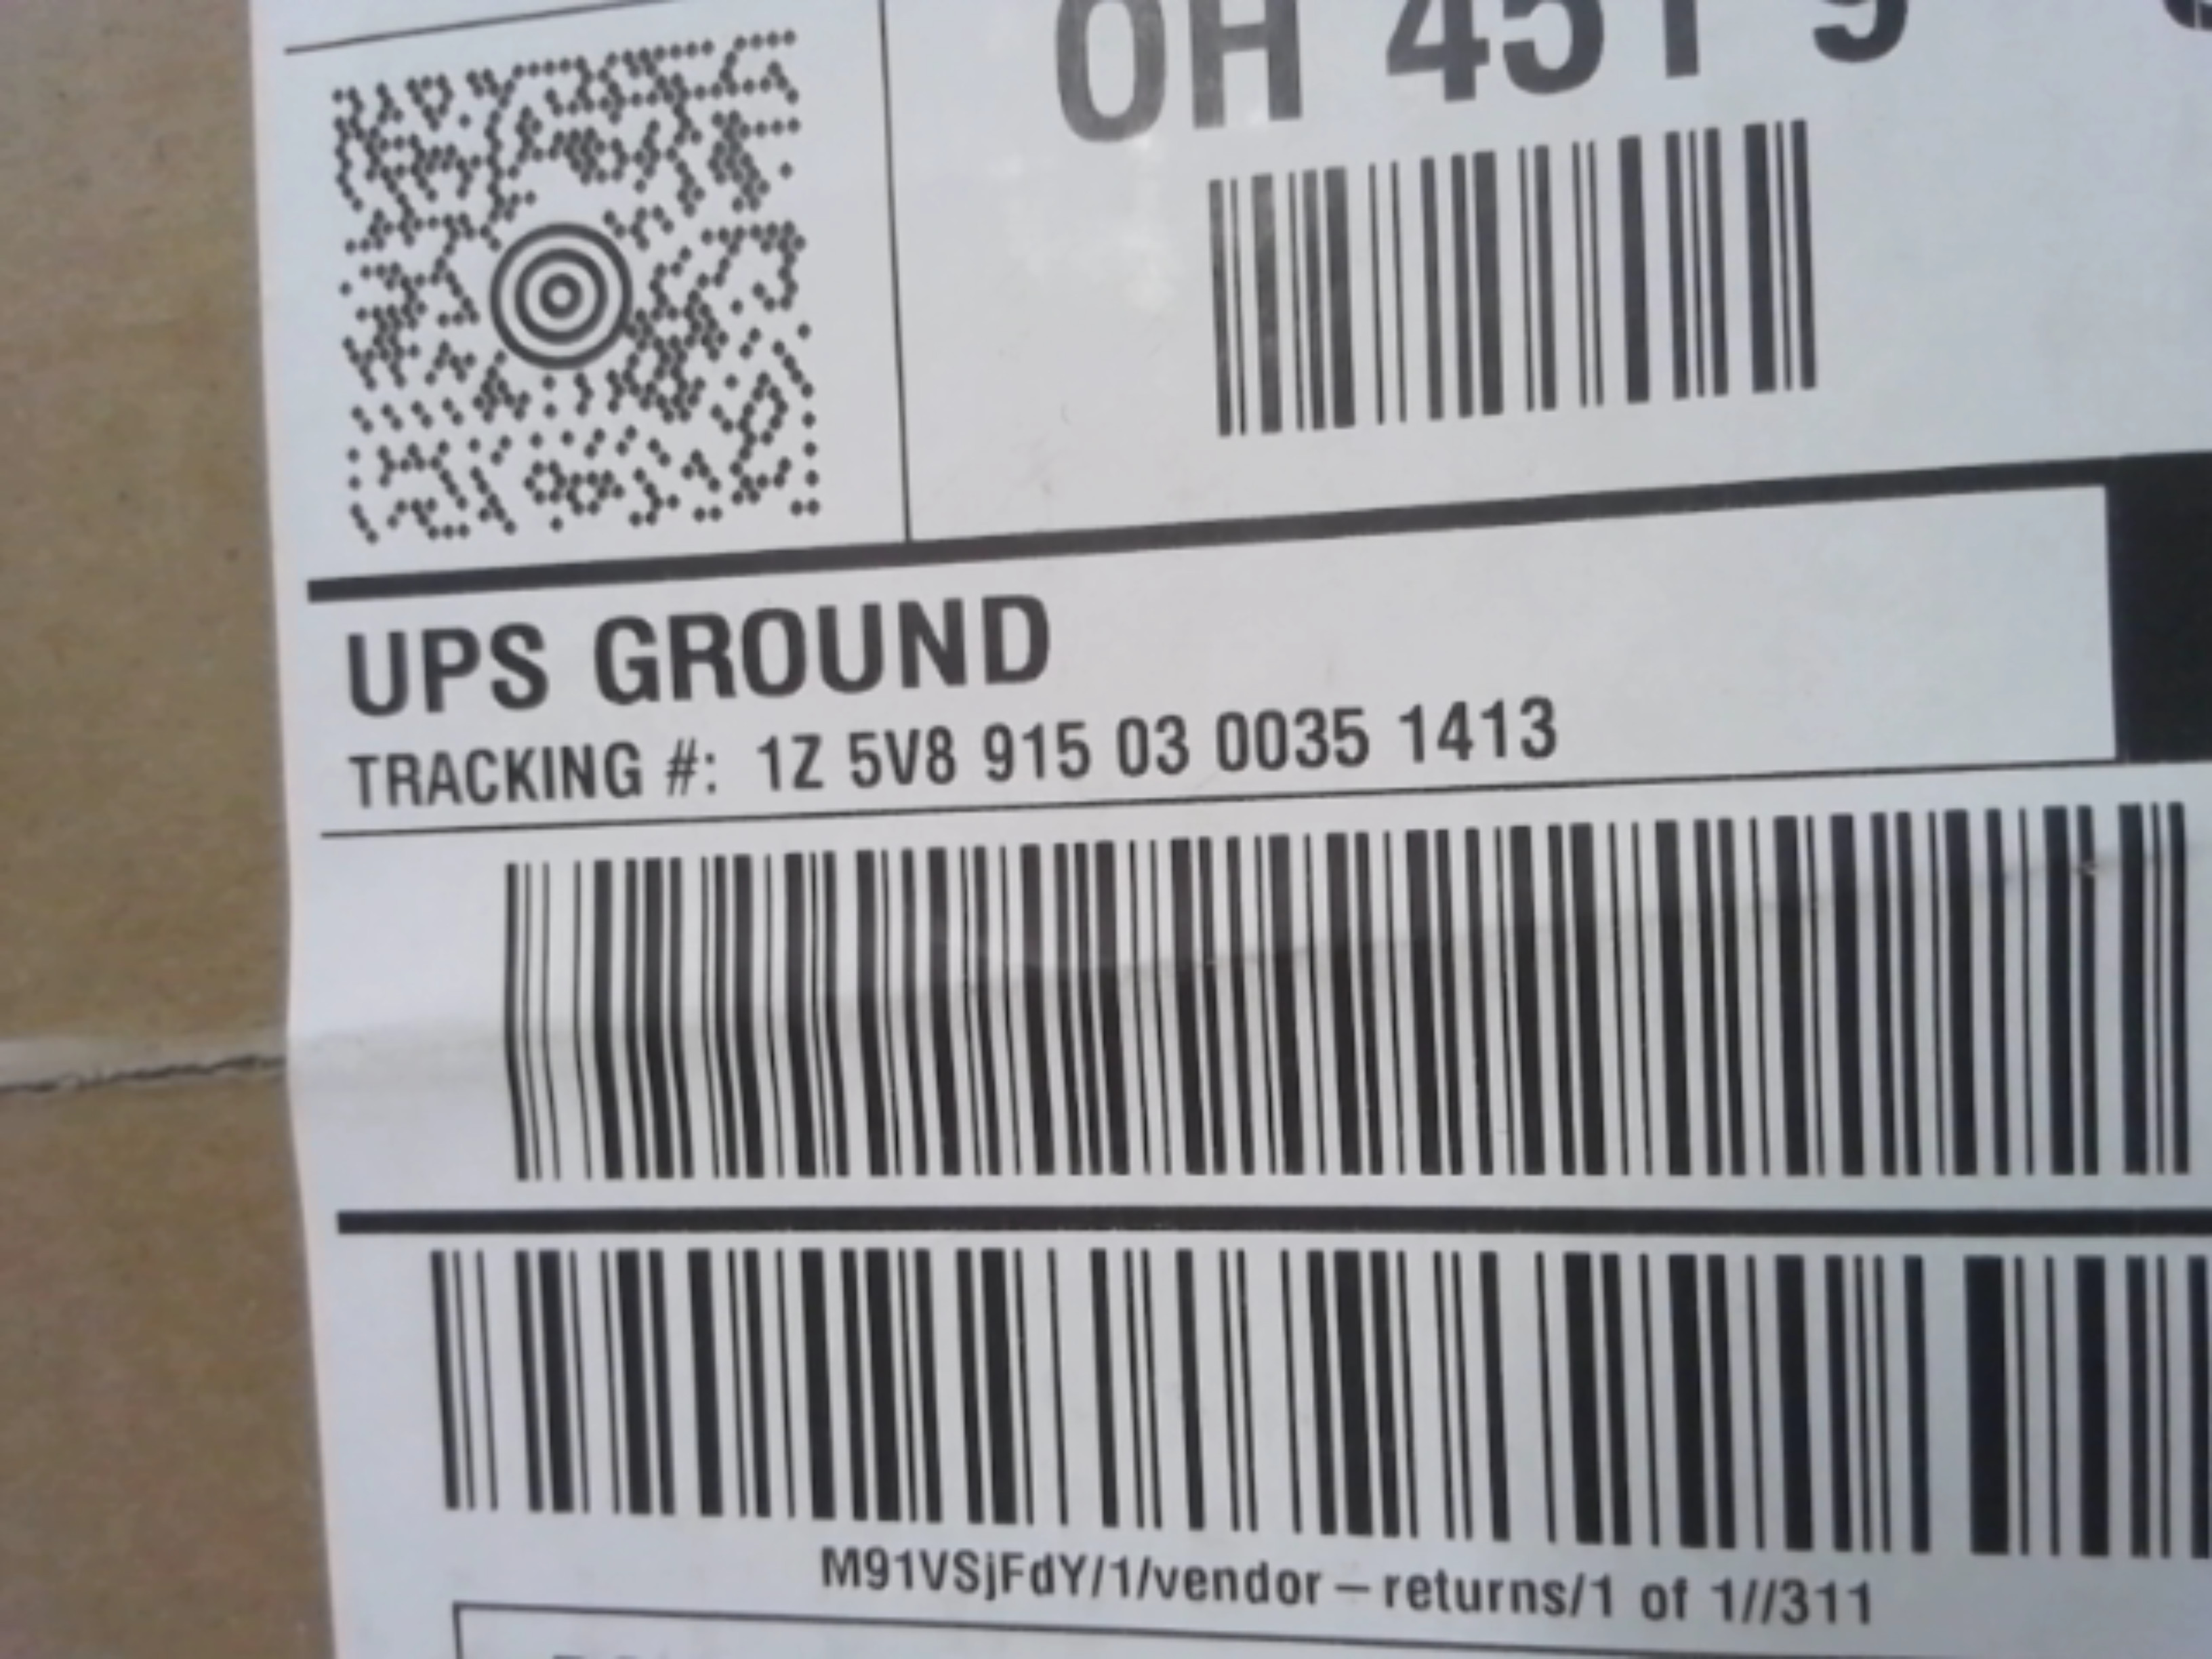 OH 451 9
UPS GROUND
TRACKING #: 1Z 5V8 915 03 0035 1413
M91VSjFdY/1/vendor – returns/1 of 1//311